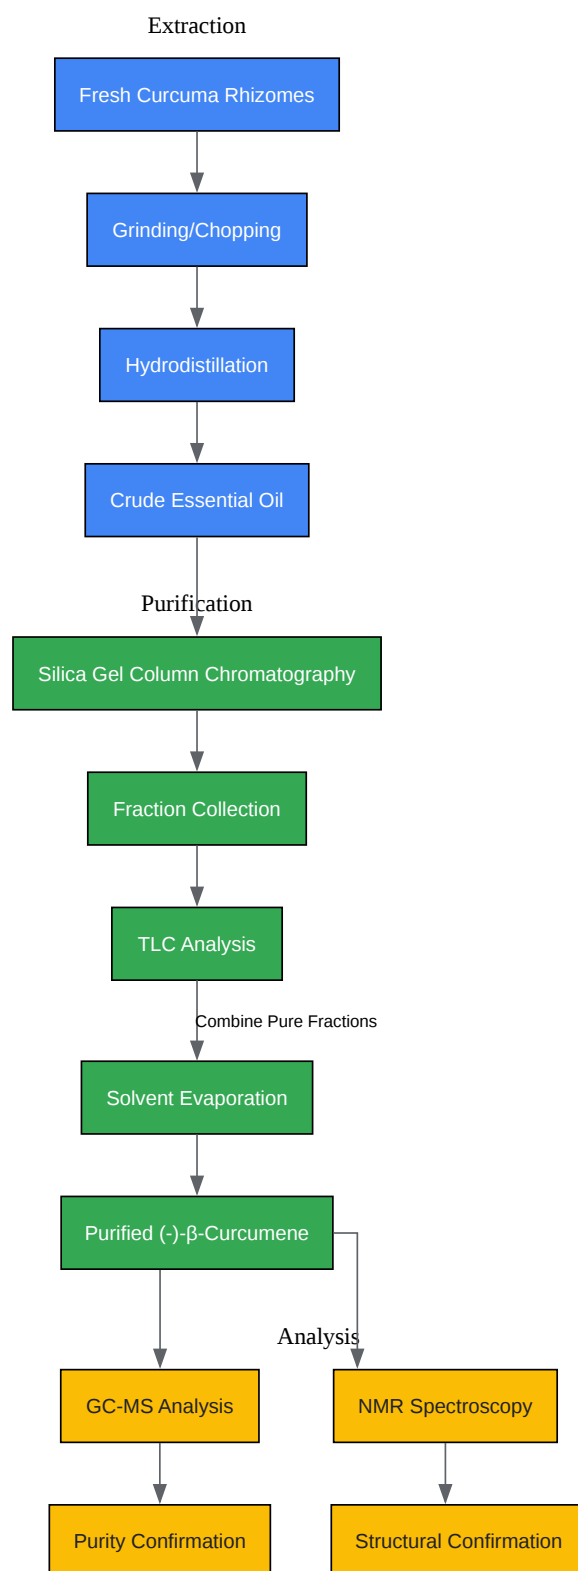 Extraction
Fresh Curcuma Rhizomes
Grinding/Chopping
Hydrodistillation
Crude Essential Oil
Purification
Silica Gel Column Chromatography
Fraction Collection
TLC Analysis
Combine Pure Fractions
Solvent Evaporation
Purified (-)-β-Curcumene
Analysis
GC-MS Analysis
NMR Spectroscopy
Purity Confirmation
Structural Confirmation